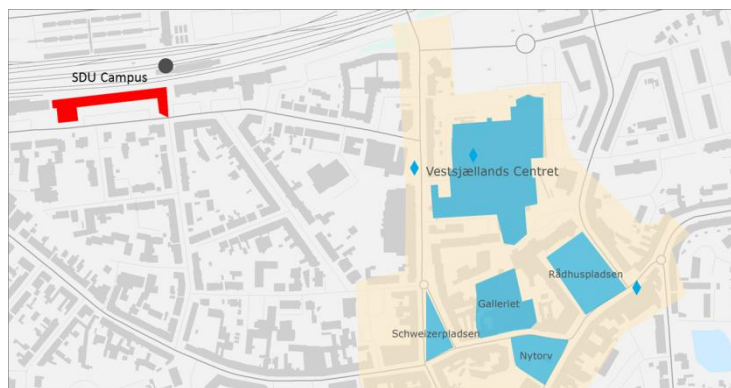 SDU Campus
Vestsjællands Centret
Rådhuspladsen
Galleriet
Schweizerpladsen
Nytorv